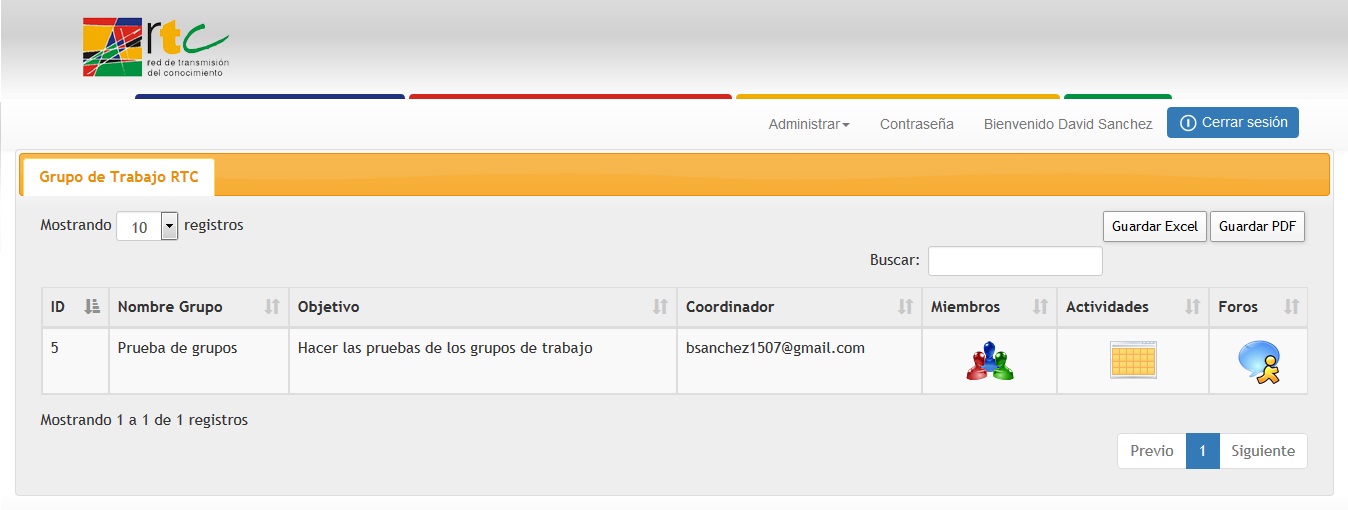 rtc
red de transmisión
del conocimiento
Administrar Contraseña Bienvenido David Sanchez Cerrar sesión
Grupo de Trabajo RTC
Mostrando 10 registros Guardar Excel Guardar PDF
Buscar:
ID Nombre Grupo Objetivo Coordinador Miembros Actividades Foros
5 Prueba de grupos Hacer las pruebas de los grupos de trabajo bsanchez1507@gmail.com
Mostrando 1 a 1 de 1 registros
Previo 1 Siguiente